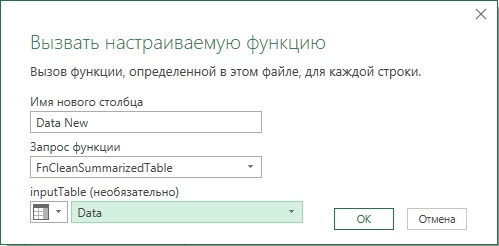 Вызвать настраиваемую функцию
Вызов функции, определенной в этом файле, для каждой строки.
Имя нового столбца
Data New
Запрос функции
FnCleanSummarizedTable
inputTable (необязательно)
Data
ОК
Отмена